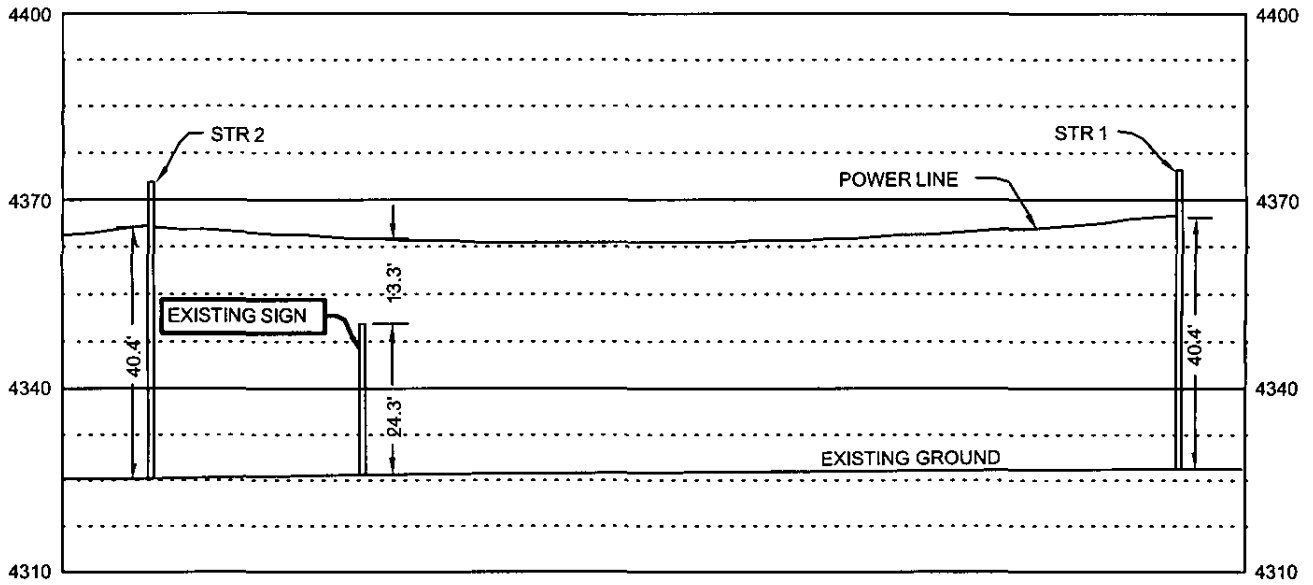 4400
4400
STR 2
STR 1
POWER LINE
4370
4370
13.3'
EXISTING SIGN
40.4'
40.4'
4340
4340
24.3'
EXISTING GROUND
4310
4310